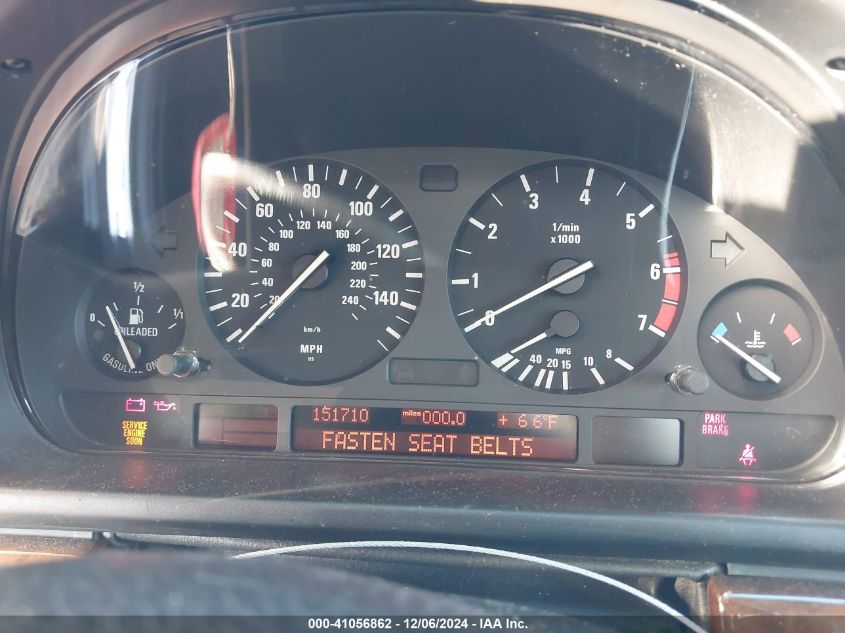 80
60 100
120 140
100 160
40 80 180 120
60 200
40 220
20 20 240 140
km/h
MPH
US
3 4
2 5
1/min
x1000
1 6
0 7
MPG
40 20 15 10 8
1/2
0 1/1
UNLEADED
GASOLINE ON
151710 miles 000.0 + 66°F
FASTEN SEAT BELTS
SERVICE
ENGINE
SOON
PARK
BRAKE
000-41056862 - 12/06/2024 - IAA Inc.